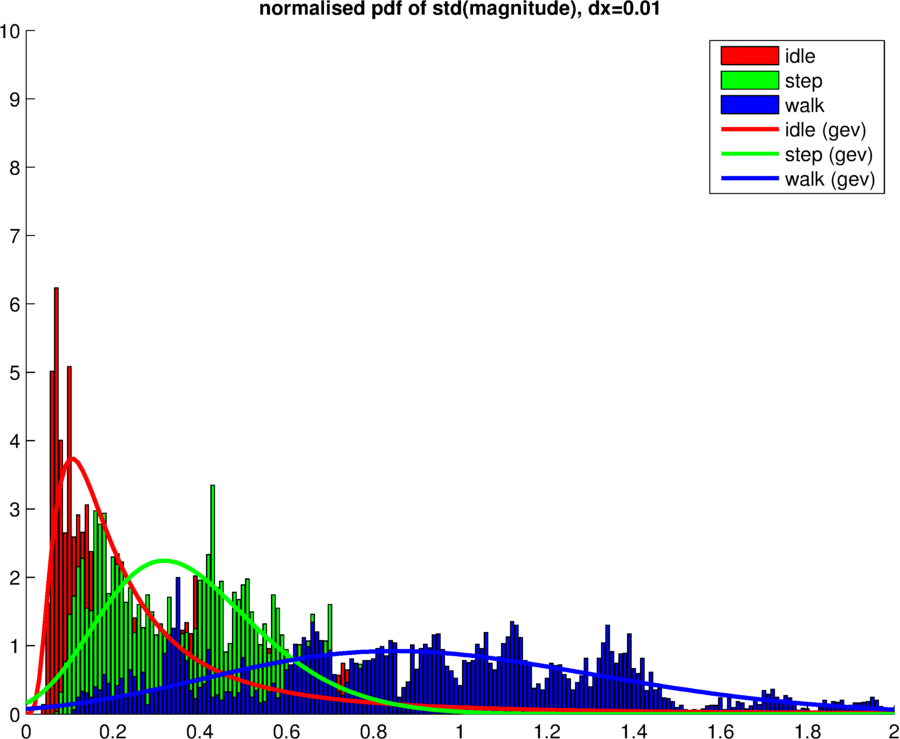 normalised pdf of std(magnitude), dx=0.01
10
9
8
7
6
5
4
3
2
1
0
idle
step
walk
idle (gev)
step (gev)
walk (gev)
0 0.2 0.4 0.6 0.8 1 1.2 1.4 1.6 1.8 2